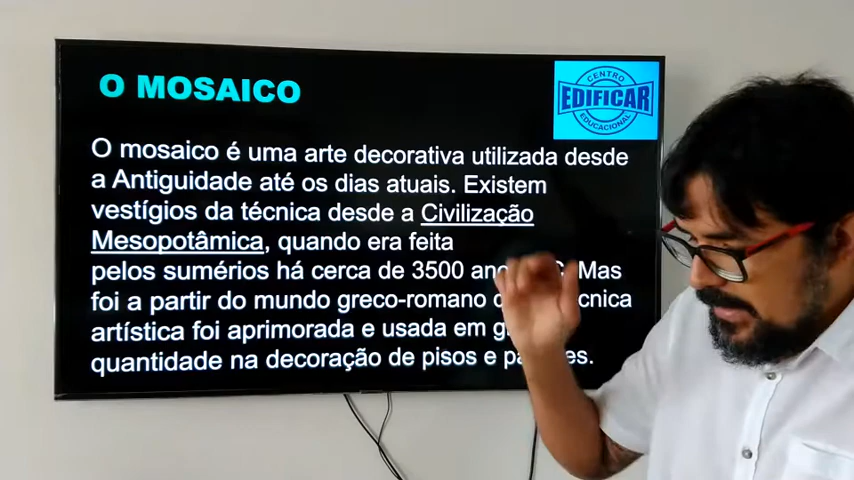 O MOSAICO
CENTRO
EDIFICAR
EDUCACIONAL
O mosaico é uma arte decorativa utilizada desde
a Antiguidade até os dias atuais. Existem
vestígios da técnica desde a Civilização
Mesopotâmica, quando era feita
pelos sumérios há cerca de 3500 Mas
foi a partir do mundo greco-romano
artística foi aprimorada e usada em
quantidade na decoração de pisos e